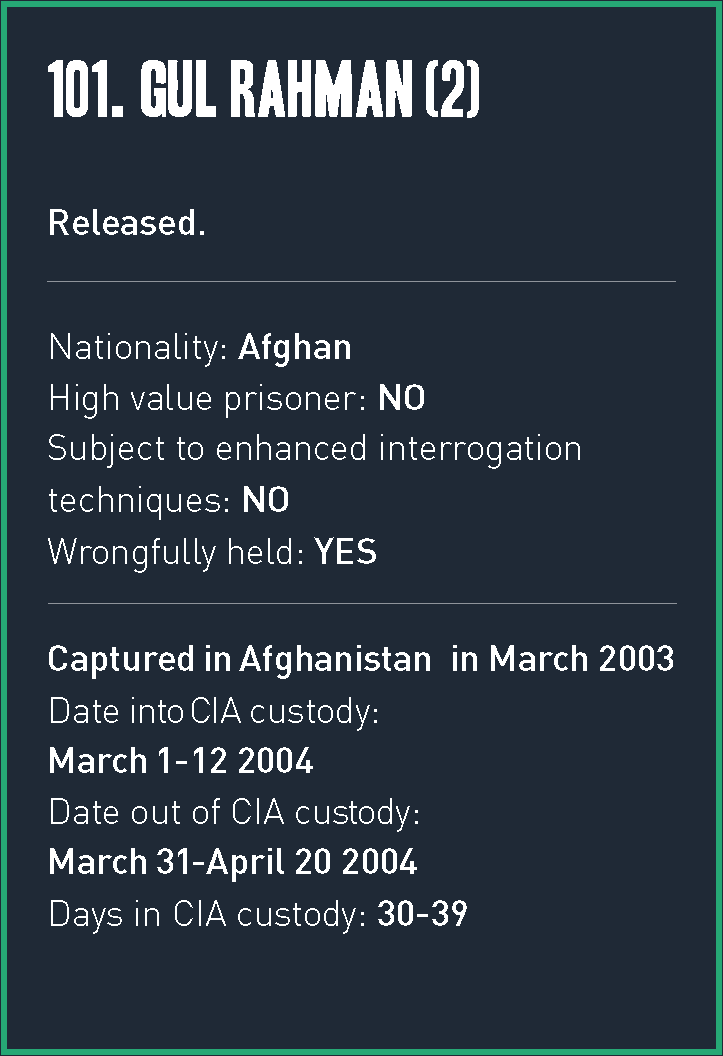 101. GUL RAHMAN (2)
Released.
Nationality: Afghan
High value prisoner: NO
Subject to enhanced interrogation
techniques: NO
Wrongfully held: YES
Captured in Afghanistan in March 2003
Date into CIA custody:
March 1-12 2004
Date out of CIA custody:
March 31-April 20 2004
Days in CIA custody: 30-39